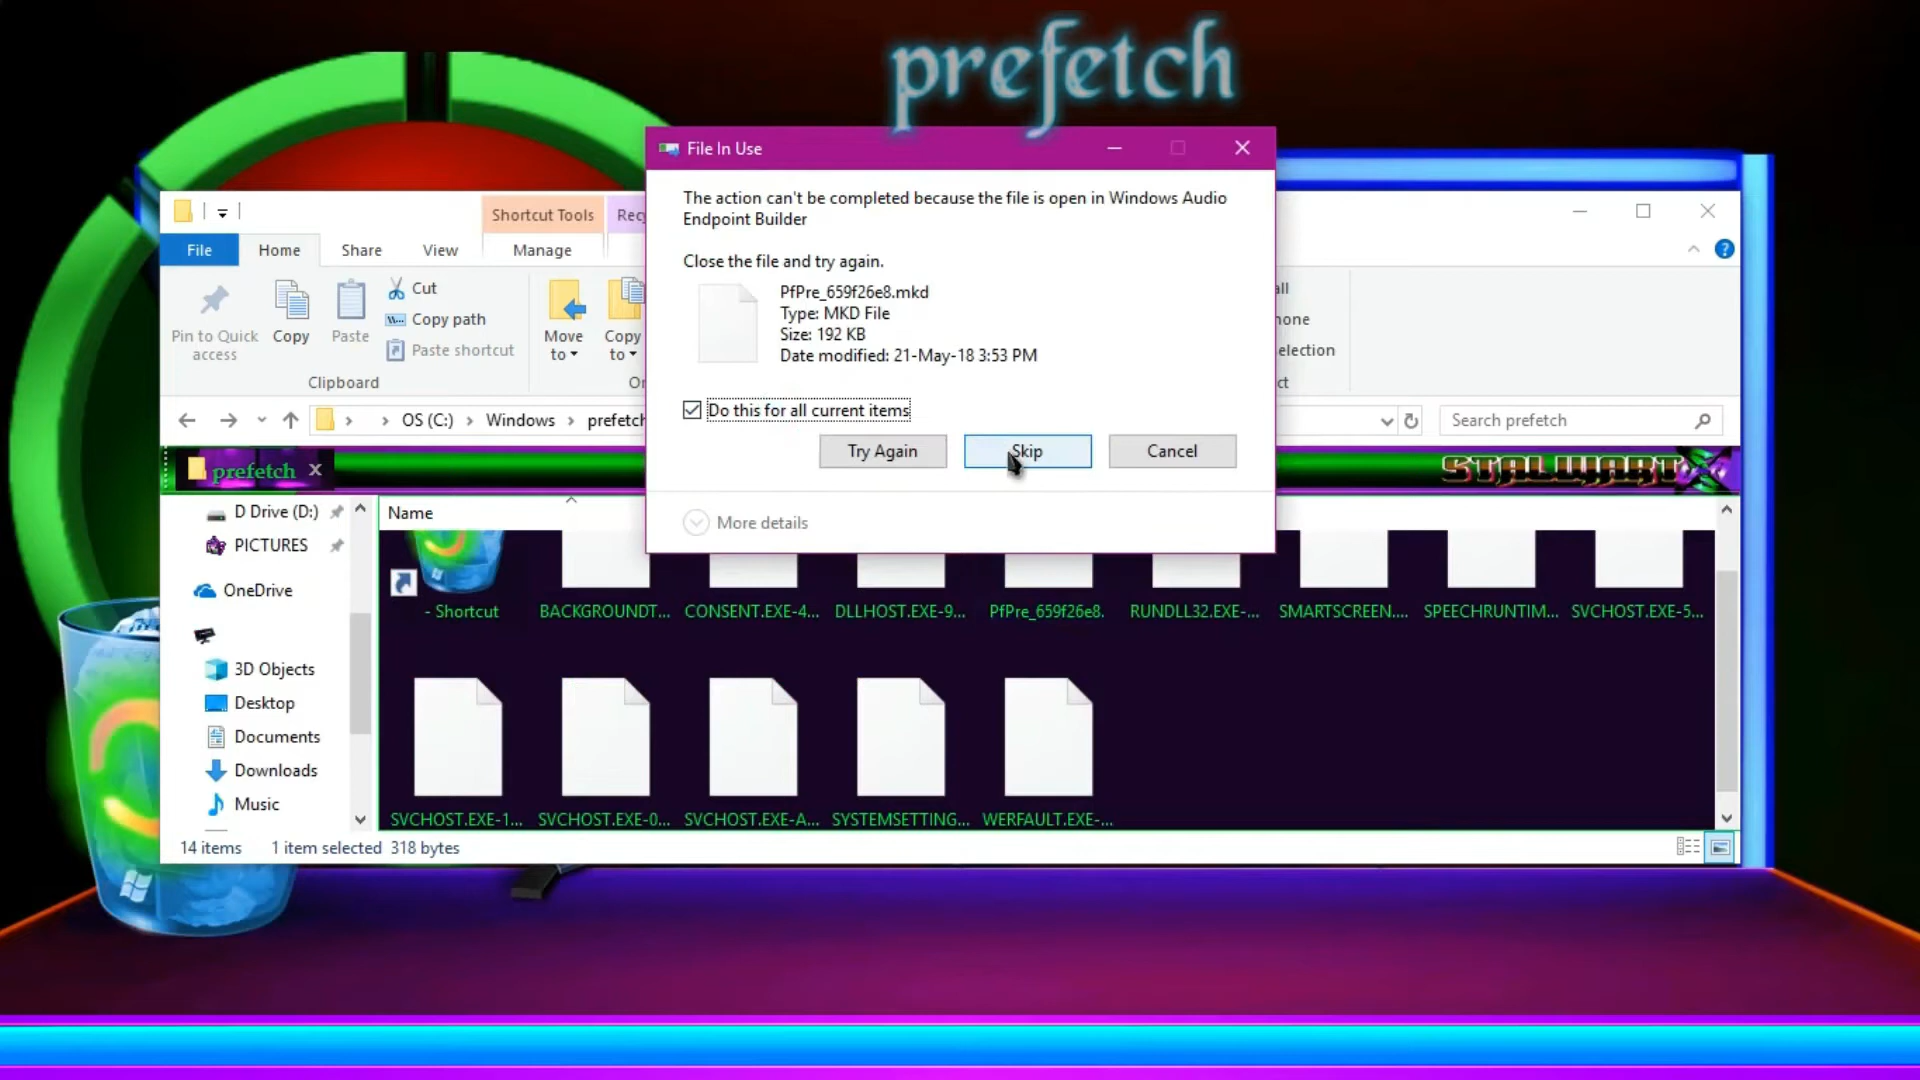 prefetch
File In Use
The action can't be completed because the file is open in Windows Audio
Endpoint Builder
Close the file and try again.
PfPre_659f26e8.mkd
Type: MKD File
Size: 192 KB
Date modified: 21-May-18 3:53 PM
Do this for all current items
Try Again
Skip
Cancel
More details
Shortcut Tools
File
Home
Share
View
Manage
Pin to Quick
access
Copy
Paste
Cut
Copy path
Paste shortcut
Clipboard
Move
to
Copy
to
OS (C:)
Windows
prefetch
Search prefetch
prefetch
STALWART X
D Drive (D:)
PICTURES
OneDrive
3D Objects
Desktop
Documents
Downloads
Music
Name
- Shortcut
BACKGROUNDT...
CONSENT.EXE-4...
DLLHOST.EXE-9...
PfPre_659f26e8.
RUNDLL32.EXE-...
SMARTSCREEN....
SPEECHRUNTIM...
SVCHOST.EXE-5...
SVCHOST.EXE-1...
SVCHOST.EXE-0...
SVCHOST.EXE-A...
SYSTEMSETTING...
WERFAULT.EXE-...
14 items
1 item selected
318 bytes